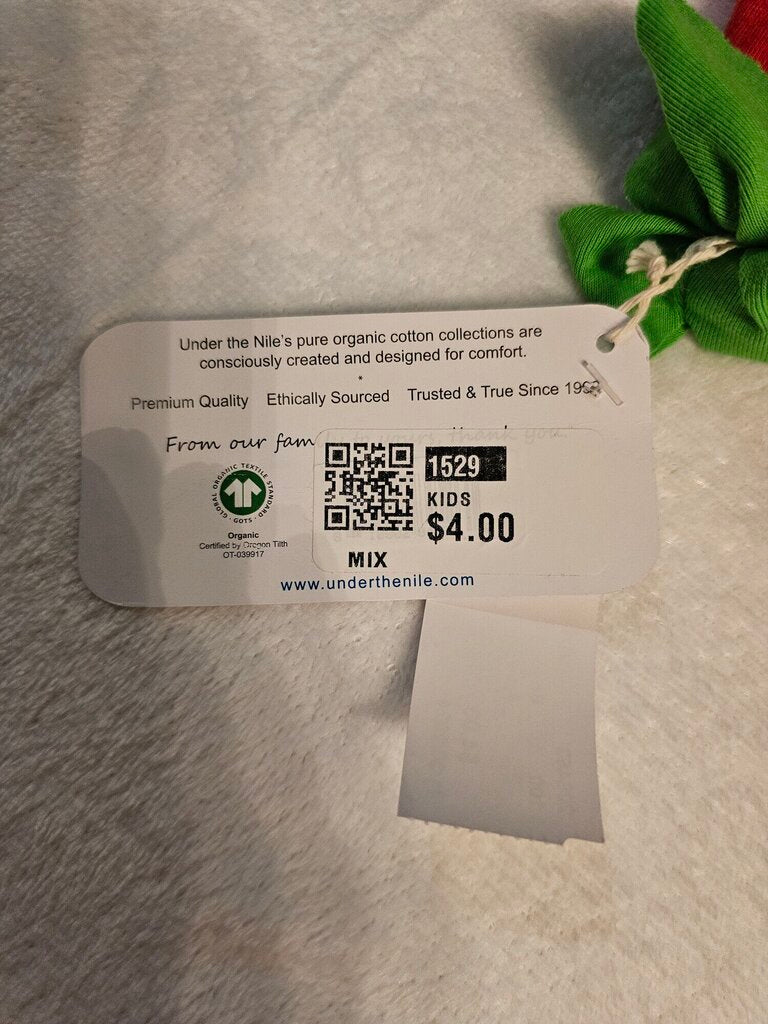 Under the Nile's pure organic cotton collections are
consciously created and designed for comfort.
Premium Quality Ethically Sourced Trusted & True Since
From our thank you."
GLOBAL ORGANIC TEXTILE STANDARD
GOTS
Organic
Certified by Oregon Tilth
OT-039917
1529
KIDS
$4.00
MIX
www.underthenile.com